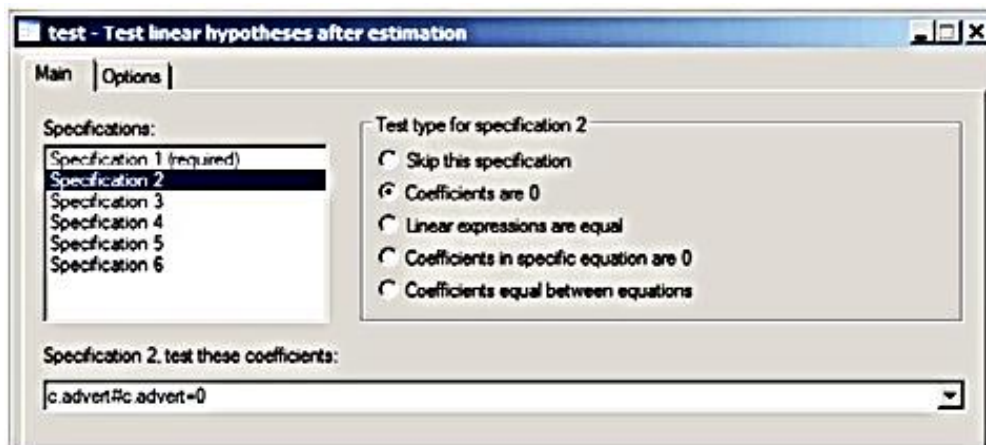 test - Test linear hypotheses after estimation
Main
Options
Specifications:
Specification 1 (required)
Specification 2
Specification 3
Specification 4
Specification 5
Specification 6
Test type for specification 2
Skip this specification
Coefficients are 0
Linear expressions are equal
Coefficients in specific equation are 0
Coefficients equal between equations
Specification 2, test these coefficients:
c.advert#c.advert=0